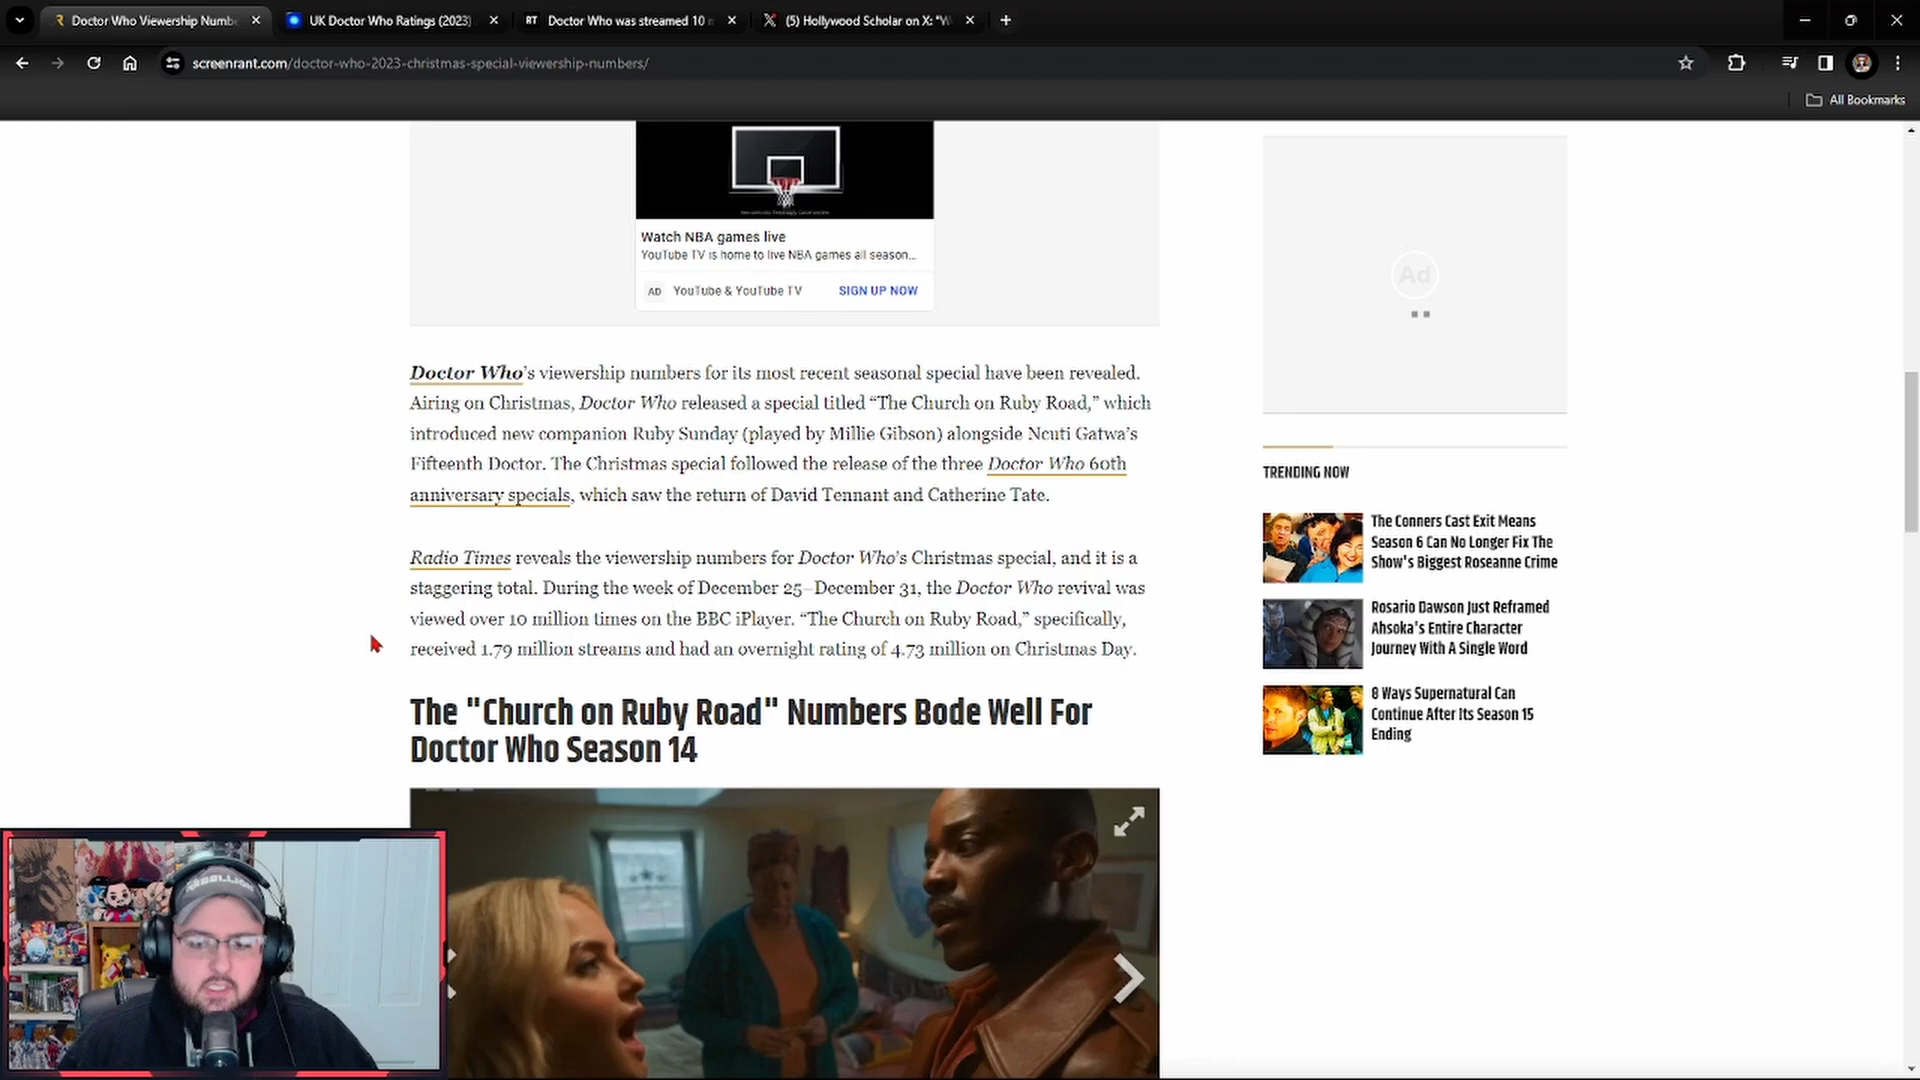 Doctor Who Viewership Numb
UK Doctor Who Ratings (2023)
RT Doctor Who was streamed 10
(5) Hollywood Scholar on X: "W
screenrant.com/doctor-who-2023-christmas-special-viewership-numbers/
All Bookmarks
Watch NBA games live
YouTube TV is home to live NBA games all season...
AD YouTube & YouTube TV SIGN UP NOW
Ad
Doctor Who's viewership numbers for its most recent seasonal special have been revealed.
Airing on Christmas, Doctor Who released a special titled “The Church on Ruby Road,” which
introduced new companion Ruby Sunday (played by Millie Gibson) alongside Ncuti Gatwa's
Fifteenth Doctor. The Christmas special followed the release of the three Doctor Who 60th
anniversary specials, which saw the return of David Tennant and Catherine Tate.
Radio Times reveals the viewership numbers for Doctor Who's Christmas special, and it is a
staggering total. During the week of December 25–December 31, the Doctor Who revival was
viewed over 10 million times on the BBC iPlayer. “The Church on Ruby Road,” specifically,
received 1.79 million streams and had an overnight rating of 4.73 million on Christmas Day.
The "Church on Ruby Road" Numbers Bode Well For
Doctor Who Season 14
TRENDING NOW
The Conners Cast Exit Means
Season 6 Can No Longer Fix The
Show's Biggest Roseanne Crime
Rosario Dawson Just Reframed
Ahsoka's Entire Character
Journey With A Single Word
8 Ways Supernatural Can
Continue After Its Season 15
Ending